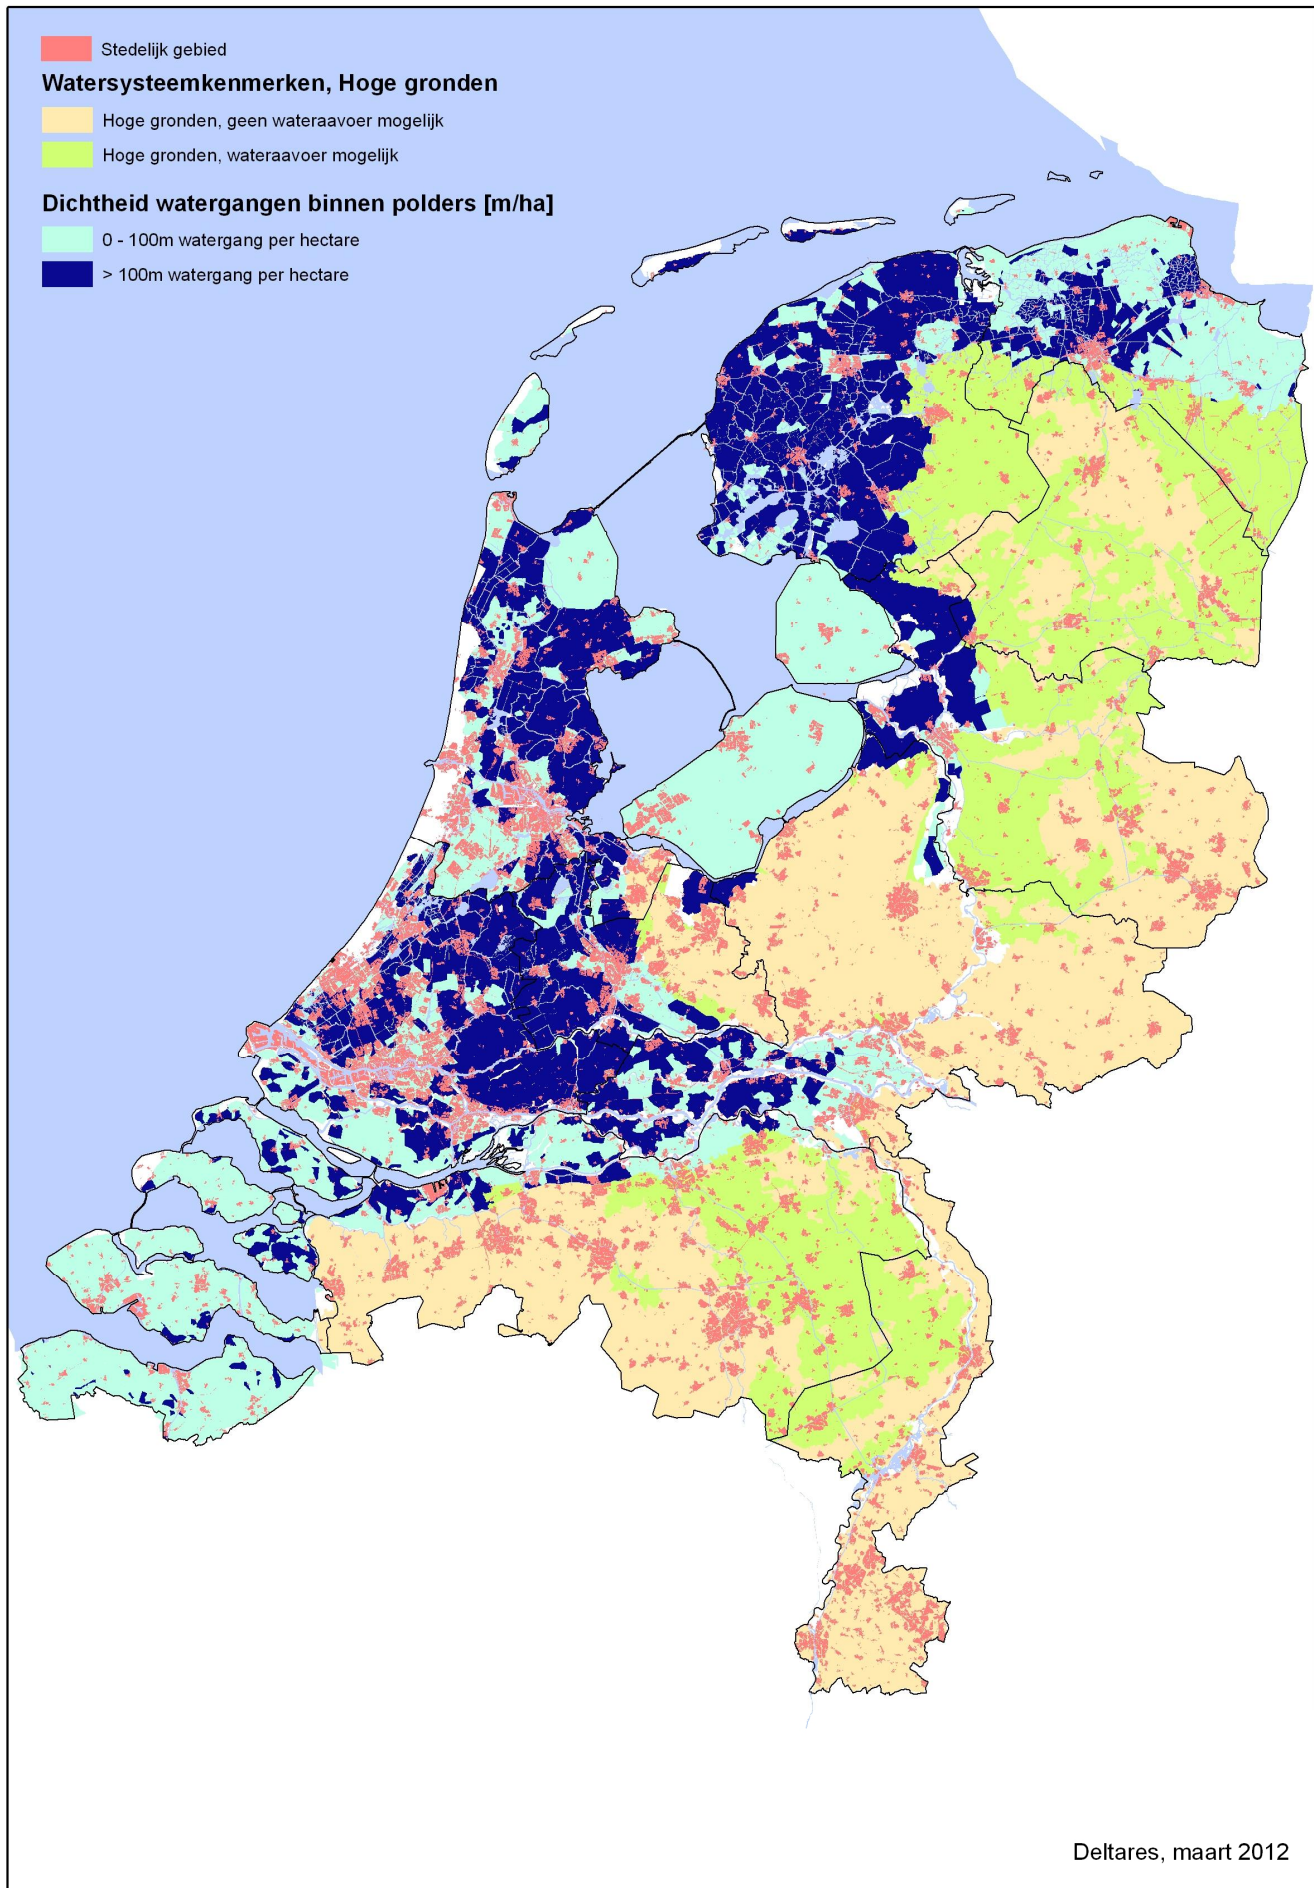 Stedelijk gebied
Watersysteemkenmerken, Hoge gronden
Hoge gronden, geen wateraavoer mogelijk
Hoge gronden, wateraavoer mogelijk
Dichtheid watergangen binnen polders [m/ha]
0 - 100m watergang per hectare
> 100m watergang per hectare
Deltares, maart 2012